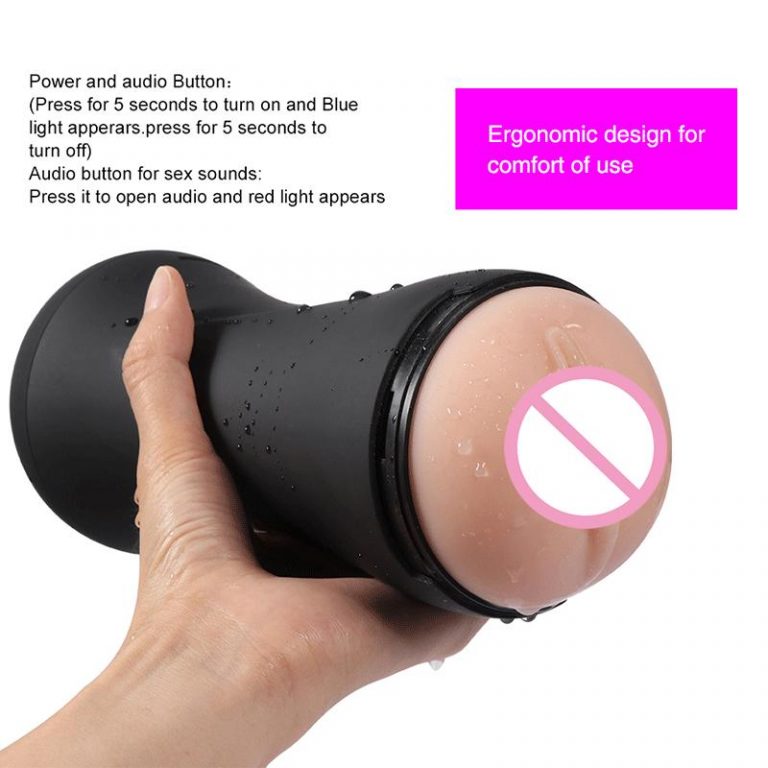 Power and audio Button：
(Press for 5 seconds to turn on and Blue
light apperars.press for 5 seconds to
turn off)
Audio button for sex sounds:
Press it to open audio and red light appears
Ergonomic design for
comfort of use